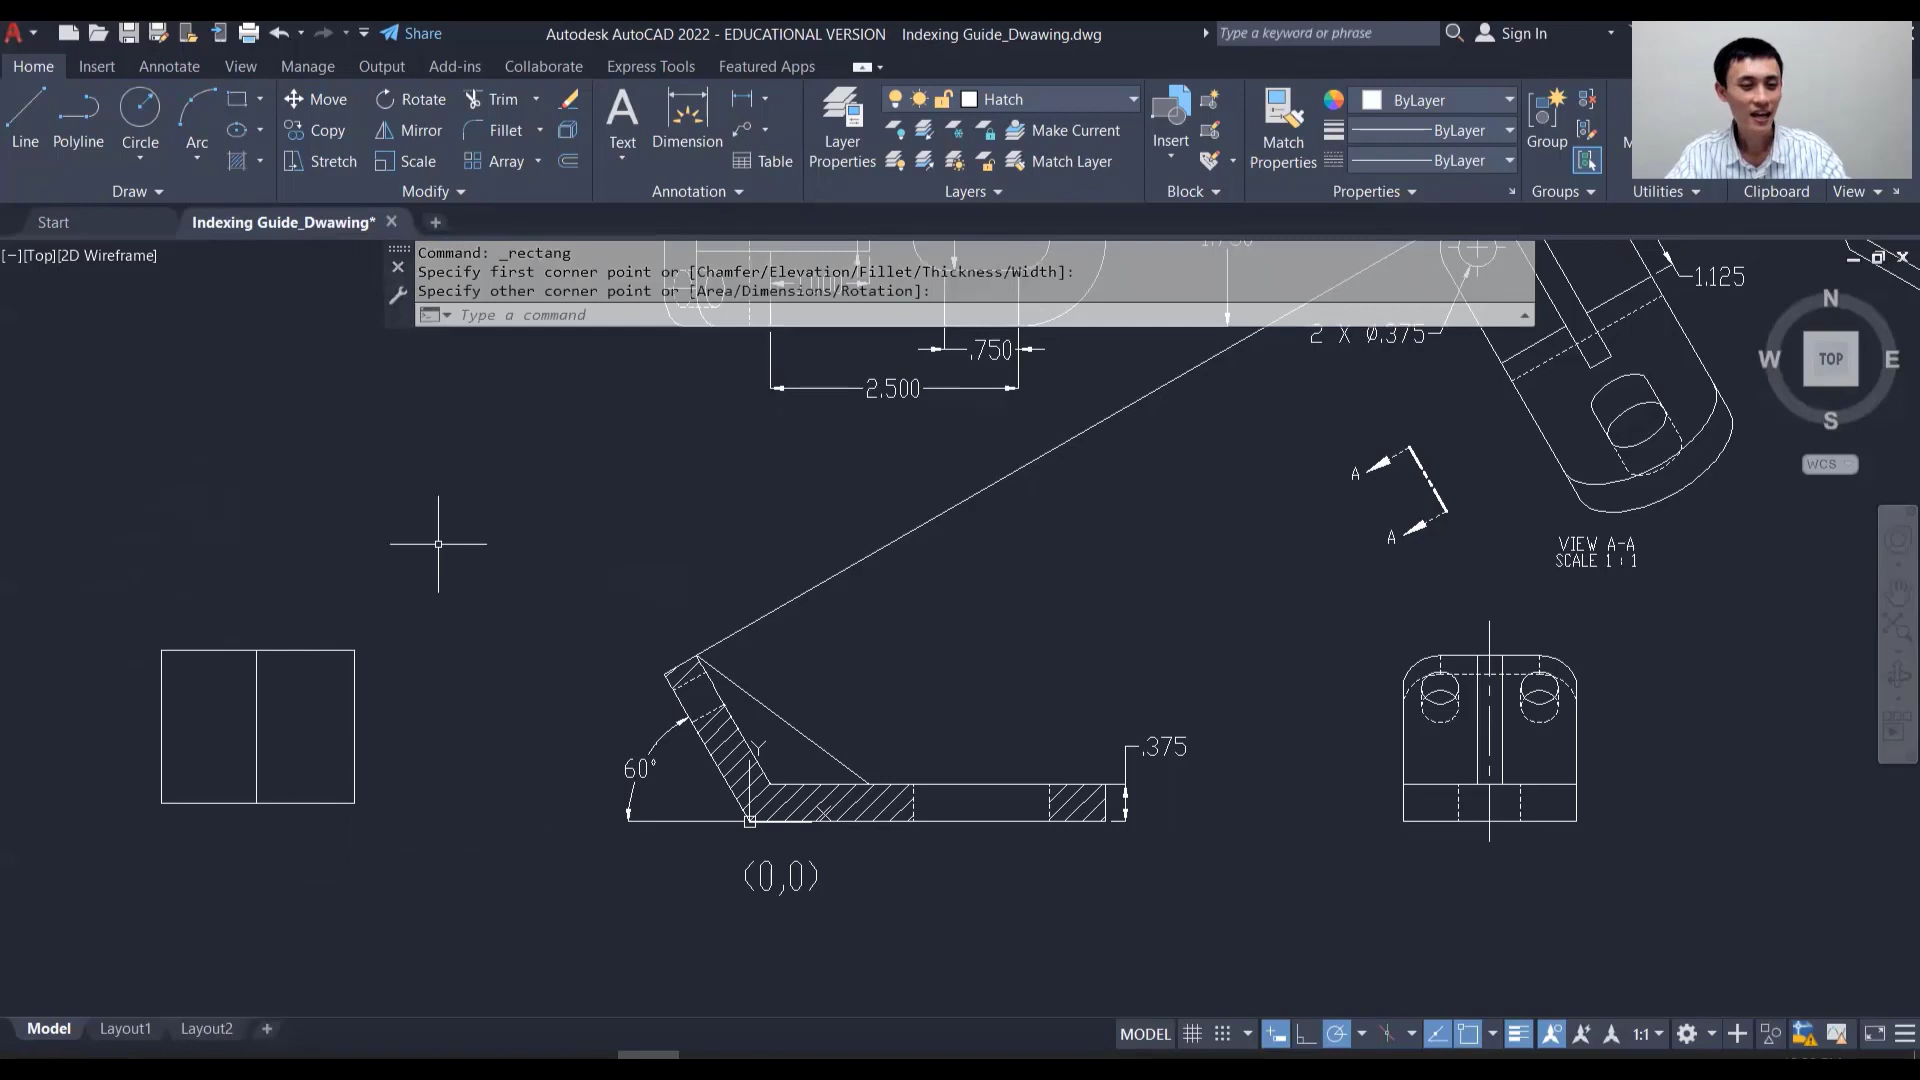 Share
Autodesk AutoCAD 2022 - EDUCATIONAL VERSION Indexing Guide_Dwawing.dwg
Type a keyword or phrase
Sign In
Home Insert Annotate View Manage Output Add-ins Collaborate Express Tools Featured Apps
Line
Polyline
Circle
Arc
Move
Rotate
Trim
Copy
Mirror
Fillet
Stretch
Scale
Array
Text
Dimension
Table
Layer
Properties
Hatch
Make Current
Match Layer
Insert
Match
Properties
ByLayer
ByLayer
ByLayer
Group
Draw Modify Annotation Layers Block Properties Groups Utilities Clipboard View
Start
Indexing Guide_Dwawing*
[−][Top][2D Wireframe]
Command: _rectang
Specify first corner point or [Chamfer/Elevation/Fillet/Thickness/Width]:
Specify other corner point or [Area/Dimensions/Rotation]:
Type a command
1.125
2 X Ø.375
.750
2.500
N
W
TOP
E
S
WCS
A
A
VIEW A-A
SCALE 1 : 1
60°
Y
X
.375
(0,0)
Model Layout1 Layout2
MODEL
1:1